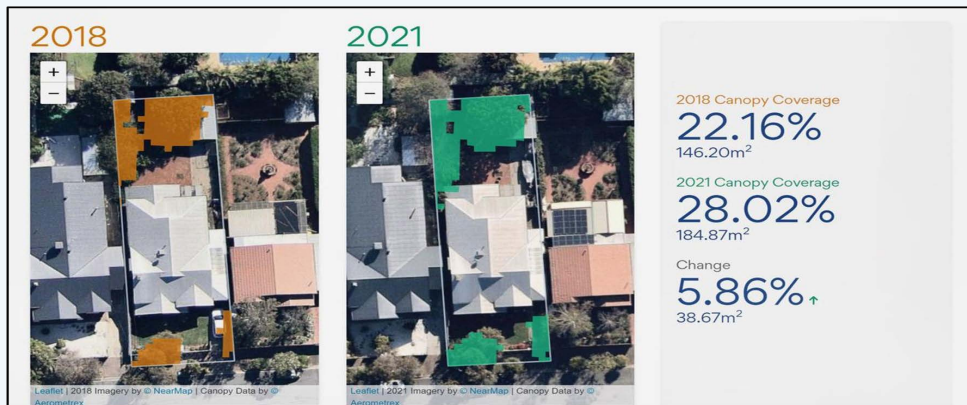 2018
+
−
Leaflet | 2018 Imagery by © NearMap | Canopy Data by ©
Aerometrex
2021
+
−
Leaflet | 2021 Imagery by © NearMap | Canopy Data by ©
Aerometrex
2018 Canopy Coverage
22.16%
146.20m²
2021 Canopy Coverage
28.02%
184.87m²
Change
5.86% ↑
38.67m²